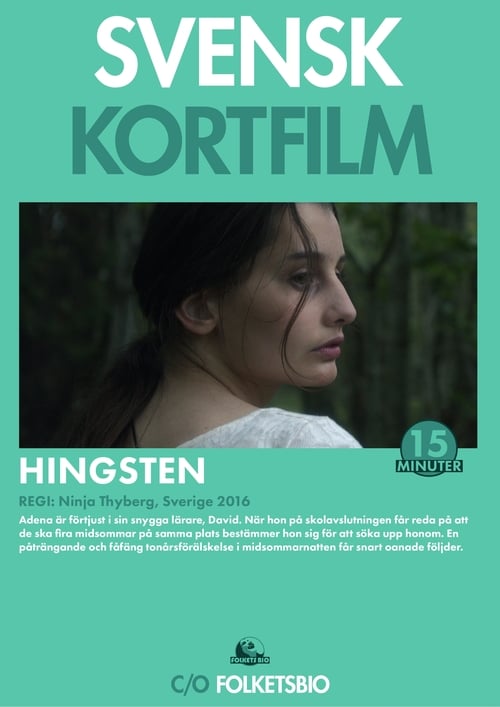 SVENSK
KORTFILM
15
MINUTER
HINGSTEN
REGI: Ninja Thyberg, Sverige 2016
Adena är förtjust i sin snygga lärare, David. När hon på skolavslutningen får reda på att
de ska fira midsommar på samma plats bestämmer hon sig för att söka upp honom. En
påträngande och fåfäng tonårsförälskelse i midsommarnatten får snart oanade följder.
FOLKETS BIO
C/O FOLKETSBIO